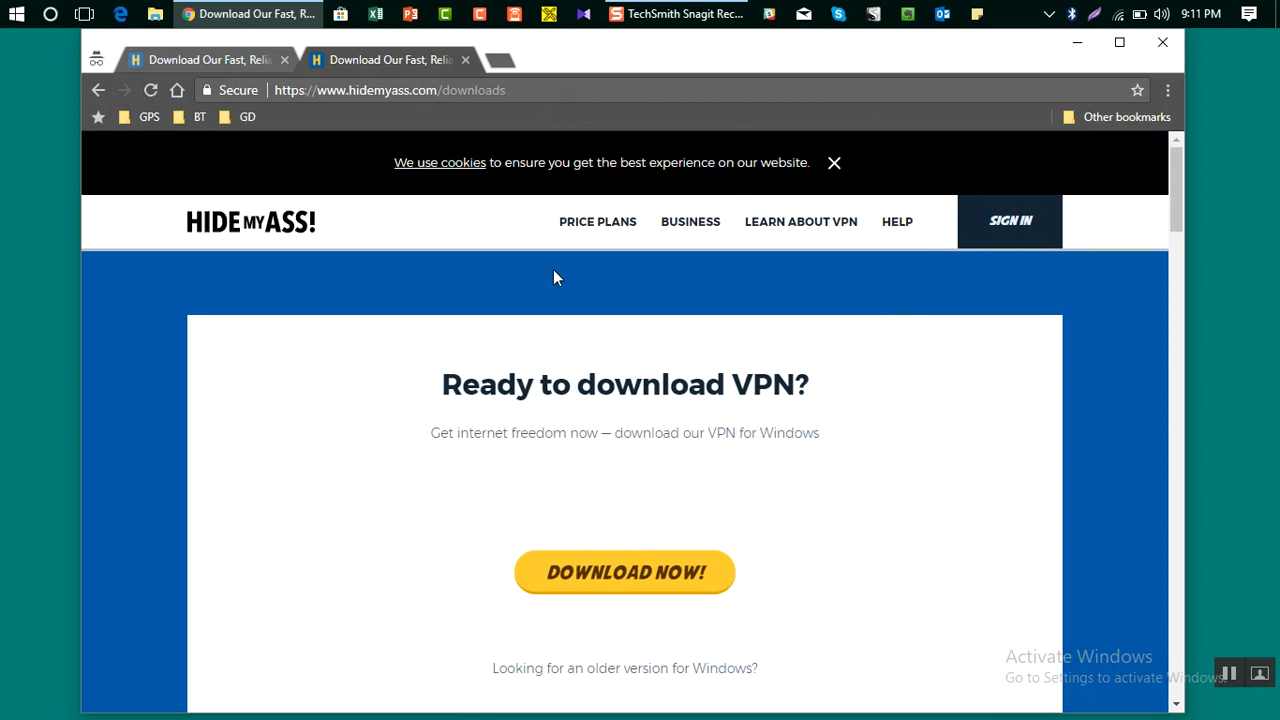 Download Our Fast, R...
TechSmith Snagit Rec...
9:11 PM
Download Our Fast, Relia
Download Our Fast, Relia
Secure
https://www.hidemyass.com/downloads
GPS
BT
GD
Other bookmarks
We use cookies to ensure you get the best experience on our website.
HIDE MY ASS!
PRICE PLANS
BUSINESS
LEARN ABOUT VPN
HELP
SIGN IN
Ready to download VPN?
Get internet freedom now — download our VPN for Windows
DOWNLOAD NOW!
Looking for an older version for Windows?
Activate Windows
Go to Settings to activate Windows.